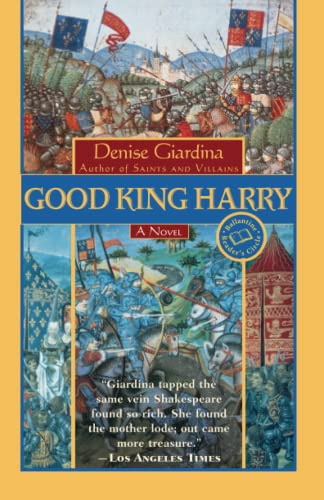 Denise Giardina
Author of SAINTS AND VILLAINS
GOOD KING HARRY
A NOVEL
Ballantine
Reader's Circle
“Giardina tapped the
same vein Shakespeare
found so rich. She found
the mother lode; out came
more treasure.”
—LOS ANGELES TIMES